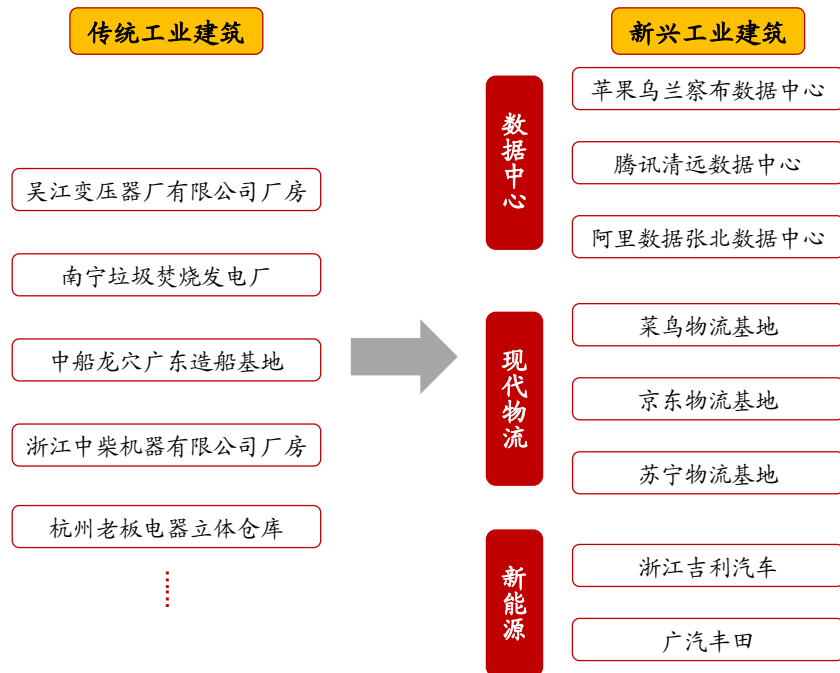 传统工业建筑
吴江变压器厂有限公司厂房
南宁垃圾焚烧发电厂
中船龙穴广东造船基地
浙江中柴机器有限公司厂房
杭州老板电器立体仓库
新兴工业建筑
数据中心
苹果乌兰察布数据中心
腾讯清远数据中心
阿里数据张北数据中心
现代物流
菜鸟物流基地
京东物流基地
苏宁物流基地
新能源
浙江吉利汽车
广汽丰田